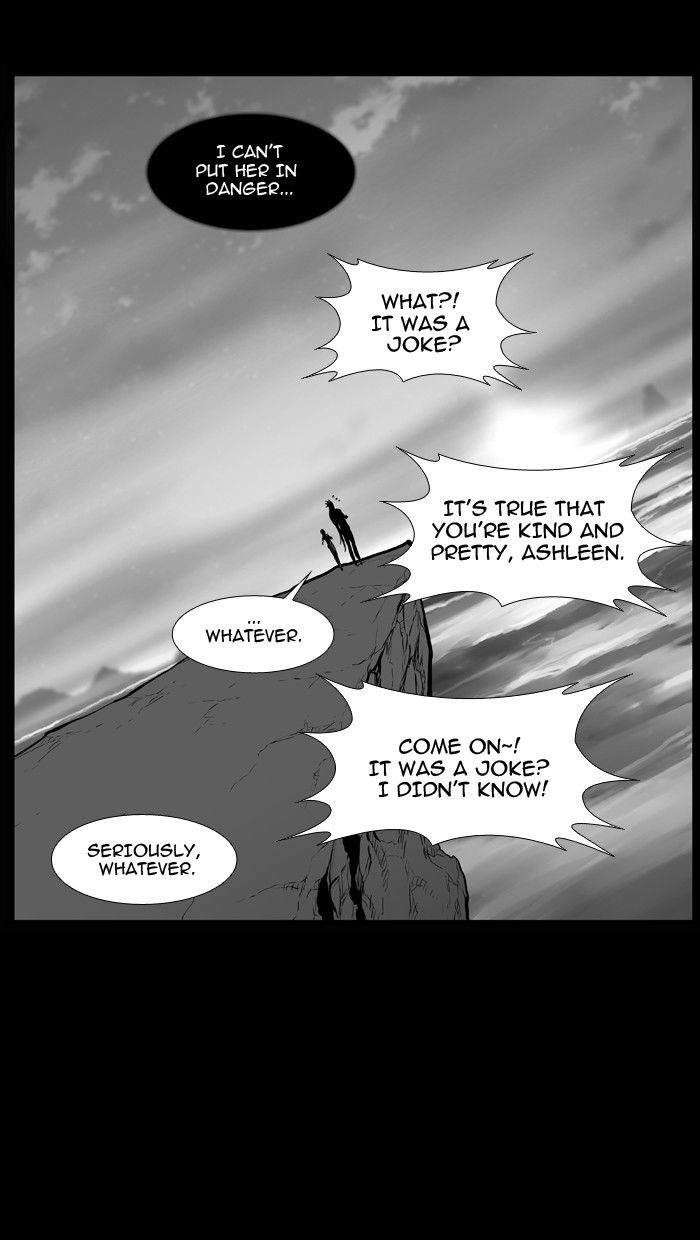 I CAN'T
PUT HER IN
DANGER...
WHAT?!
IT WAS A
JOKE?
IT'S TRUE THAT
YOU'RE KIND AND
PRETTY, ASHLEEN.
...
WHATEVER.
COME ON~!
IT WAS A JOKE?
I DIDN'T KNOW!
SERIOUSLY,
WHATEVER.